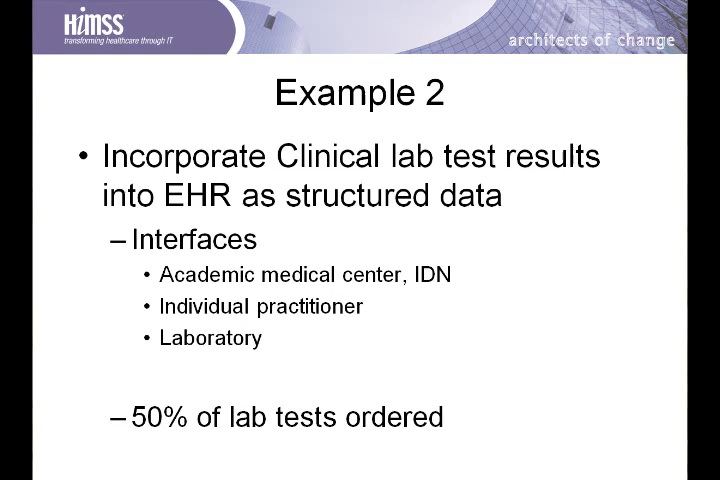 HiMSS
transforming healthcare through IT
architects of change
Example 2
• Incorporate Clinical lab test results
into EHR as structured data
– Interfaces
• Academic medical center, IDN
• Individual practitioner
• Laboratory
– 50% of lab tests ordered